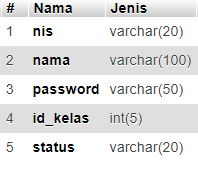 # Nama Jenis
1 nis varchar(20)
2 nama varchar(100)
3 password varchar(50)
4 id_kelas int(5)
5 status varchar(20)